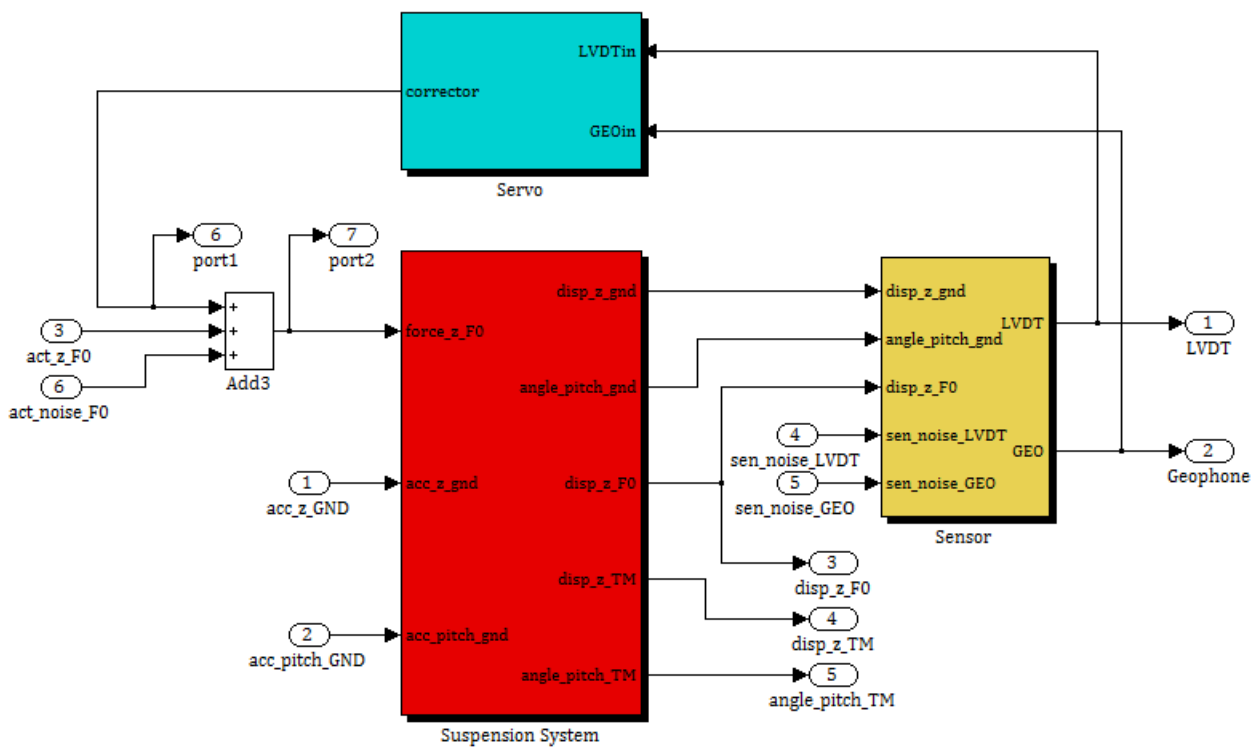 LVDTin
corrector
GEOin
Servo
6
port1
7
port2
+
+
+
Add3
3
act_z_F0
6
act_noise_F0
1
acc_z_GND
2
acc_pitch_GND
force_z_F0
acc_z_gnd
acc_pitch_gnd
disp_z_gnd
angle_pitch_gnd
disp_z_F0
disp_z_TM
angle_pitch_TM
Suspension System
disp_z_gnd
angle_pitch_gnd
disp_z_F0
sen_noise_LVDT
sen_noise_GEO
LVDT
GEO
Sensor
4
sen_noise_LVDT
5
sen_noise_GEO
1
LVDT
2
Geophone
3
disp_z_F0
4
disp_z_TM
5
angle_pitch_TM